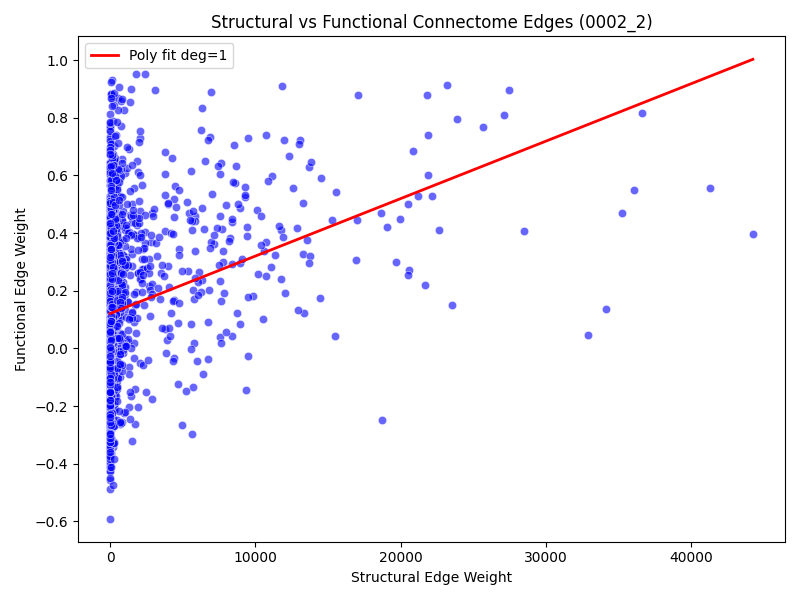 Structural vs Functional Connectome Edges (0002_2)
Poly fit deg=1
Functional Edge Weight
1.0
0.8
0.6
0.4
0.2
0.0
−0.2
−0.4
−0.6
0 10000 20000 30000 40000
Structural Edge Weight